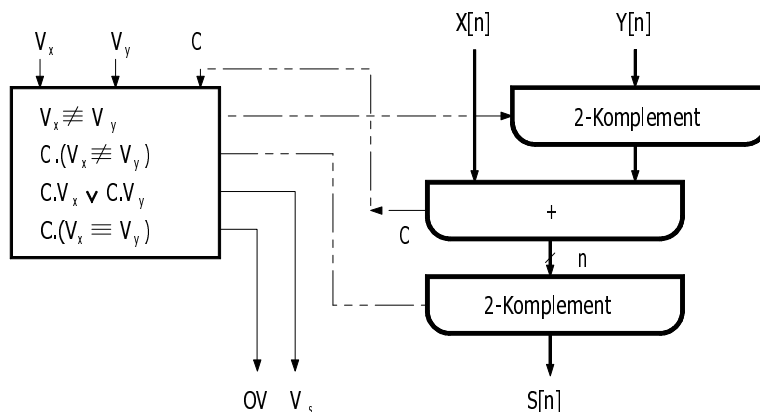 X[n] Y[n]
Vx Vy C
Vx ≢ Vy
2-Komplement
C.(Vx ≢ Vy)
C.Vx v C.Vy
+
C.(Vx ≡ Vy)
C
n
2-Komplement
OV Vs S[n]